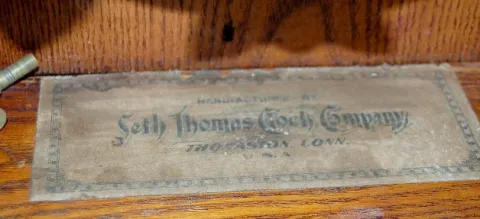 MANUFACTURED BY
Seth Thomas Clock Company,
THOMASTON, CONN.
U.S.A.